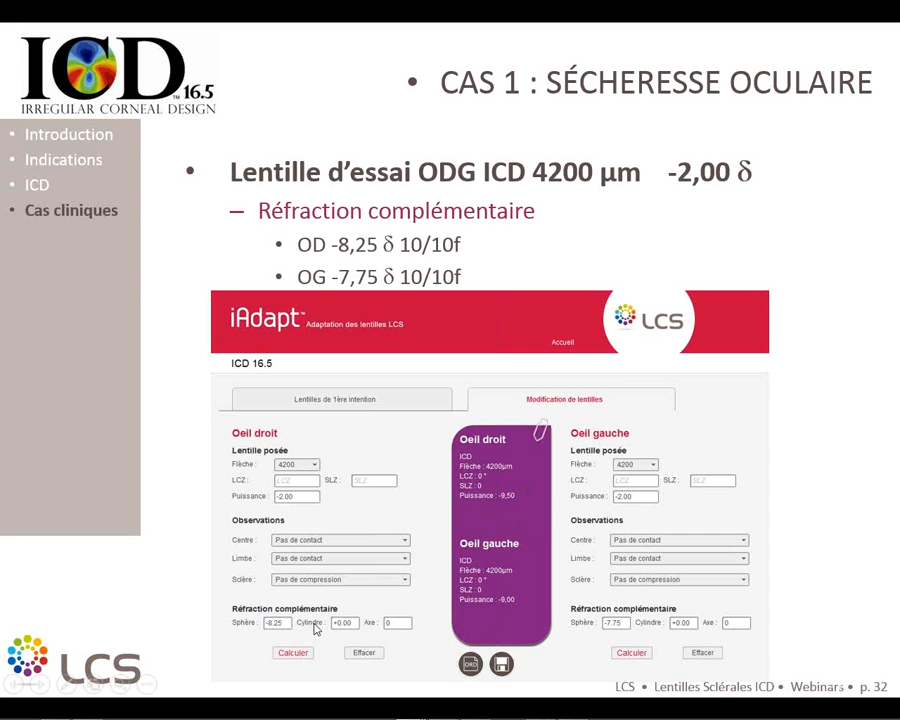 ICD
™ 16.5
IRREGULAR CORNEAL DESIGN
• CAS 1 : SÉCHERESSE OCULAIRE
• Introduction
• Indications
• ICD
• Cas cliniques
• Lentille d’essai ODG ICD 4200 µm -2,00 δ
– Réfraction complémentaire
• OD -8,25 δ 10/10f
• OG -7,75 δ 10/10f
iAdapt™ Adaptation des lentilles LCS
LCS
Accueil
ICD 16.5
Lentilles de 1ère intention
Modification de lentilles
Oeil droit
Lentille posée
Flèche : 4200
LCZ : LCZ SLZ : SLZ
Puissance : -2.00
Observations
Centre : Pas de contact
Limbe : Pas de contact
Sclère : Pas de compression
Réfraction complémentaire
Sphère : -8.25 Cylindre : +0.00 Axe : 0
Calculer Effacer
Oeil droit
ICD
Flèche : 4200µm
LCZ : 0 °
SLZ : 0
Puissance : -9,50
Oeil gauche
ICD
Flèche : 4200µm
LCZ : 0 °
SLZ : 0
Puissance : -9,00
ORD
Oeil gauche
Lentille posée
Flèche : 4200
LCZ : LCZ SLZ : SLZ
Puissance : -2.00
Observations
Centre : Pas de contact
Limbe : Pas de contact
Sclère : Pas de compression
Réfraction complémentaire
Sphère : -7.75 Cylindre : +0.00 Axe : 0
Calculer Effacer
LCS
LCS • Lentilles Sclérales ICD • Webinars • p. 32